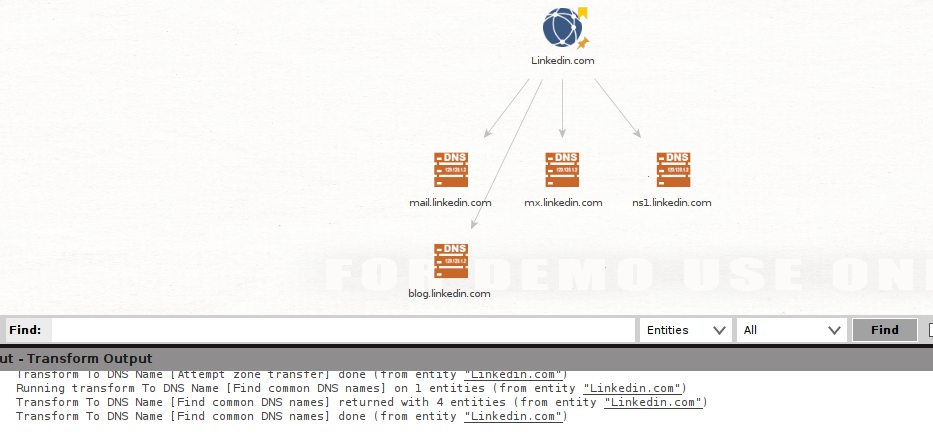 Linkedin.com
DNS
DNS
DNS
mail.linkedin.com
mx.linkedin.com
ns1.linkedin.com
DNS
blog.linkedin.com
FOR DEMO USE ON
Find:
Entities
All
Find
ut - Transform Output
Transform To DNS Name [Attempt zone transfer] done (from entity "Linkedin.com")
Running transform To DNS Name [Find common DNS names] on 1 entities (from entity "Linkedin.com")
Transform To DNS Name [Find common DNS names] returned with 4 entities (from entity "Linkedin.com")
Transform To DNS Name [Find common DNS names] done (from entity "Linkedin.com")